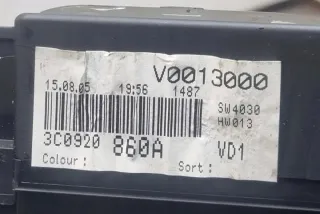 V0013000
15.08.05 19:56 1487
SW4030
HW013
3C0920 860A VD1
Colour : Sort :